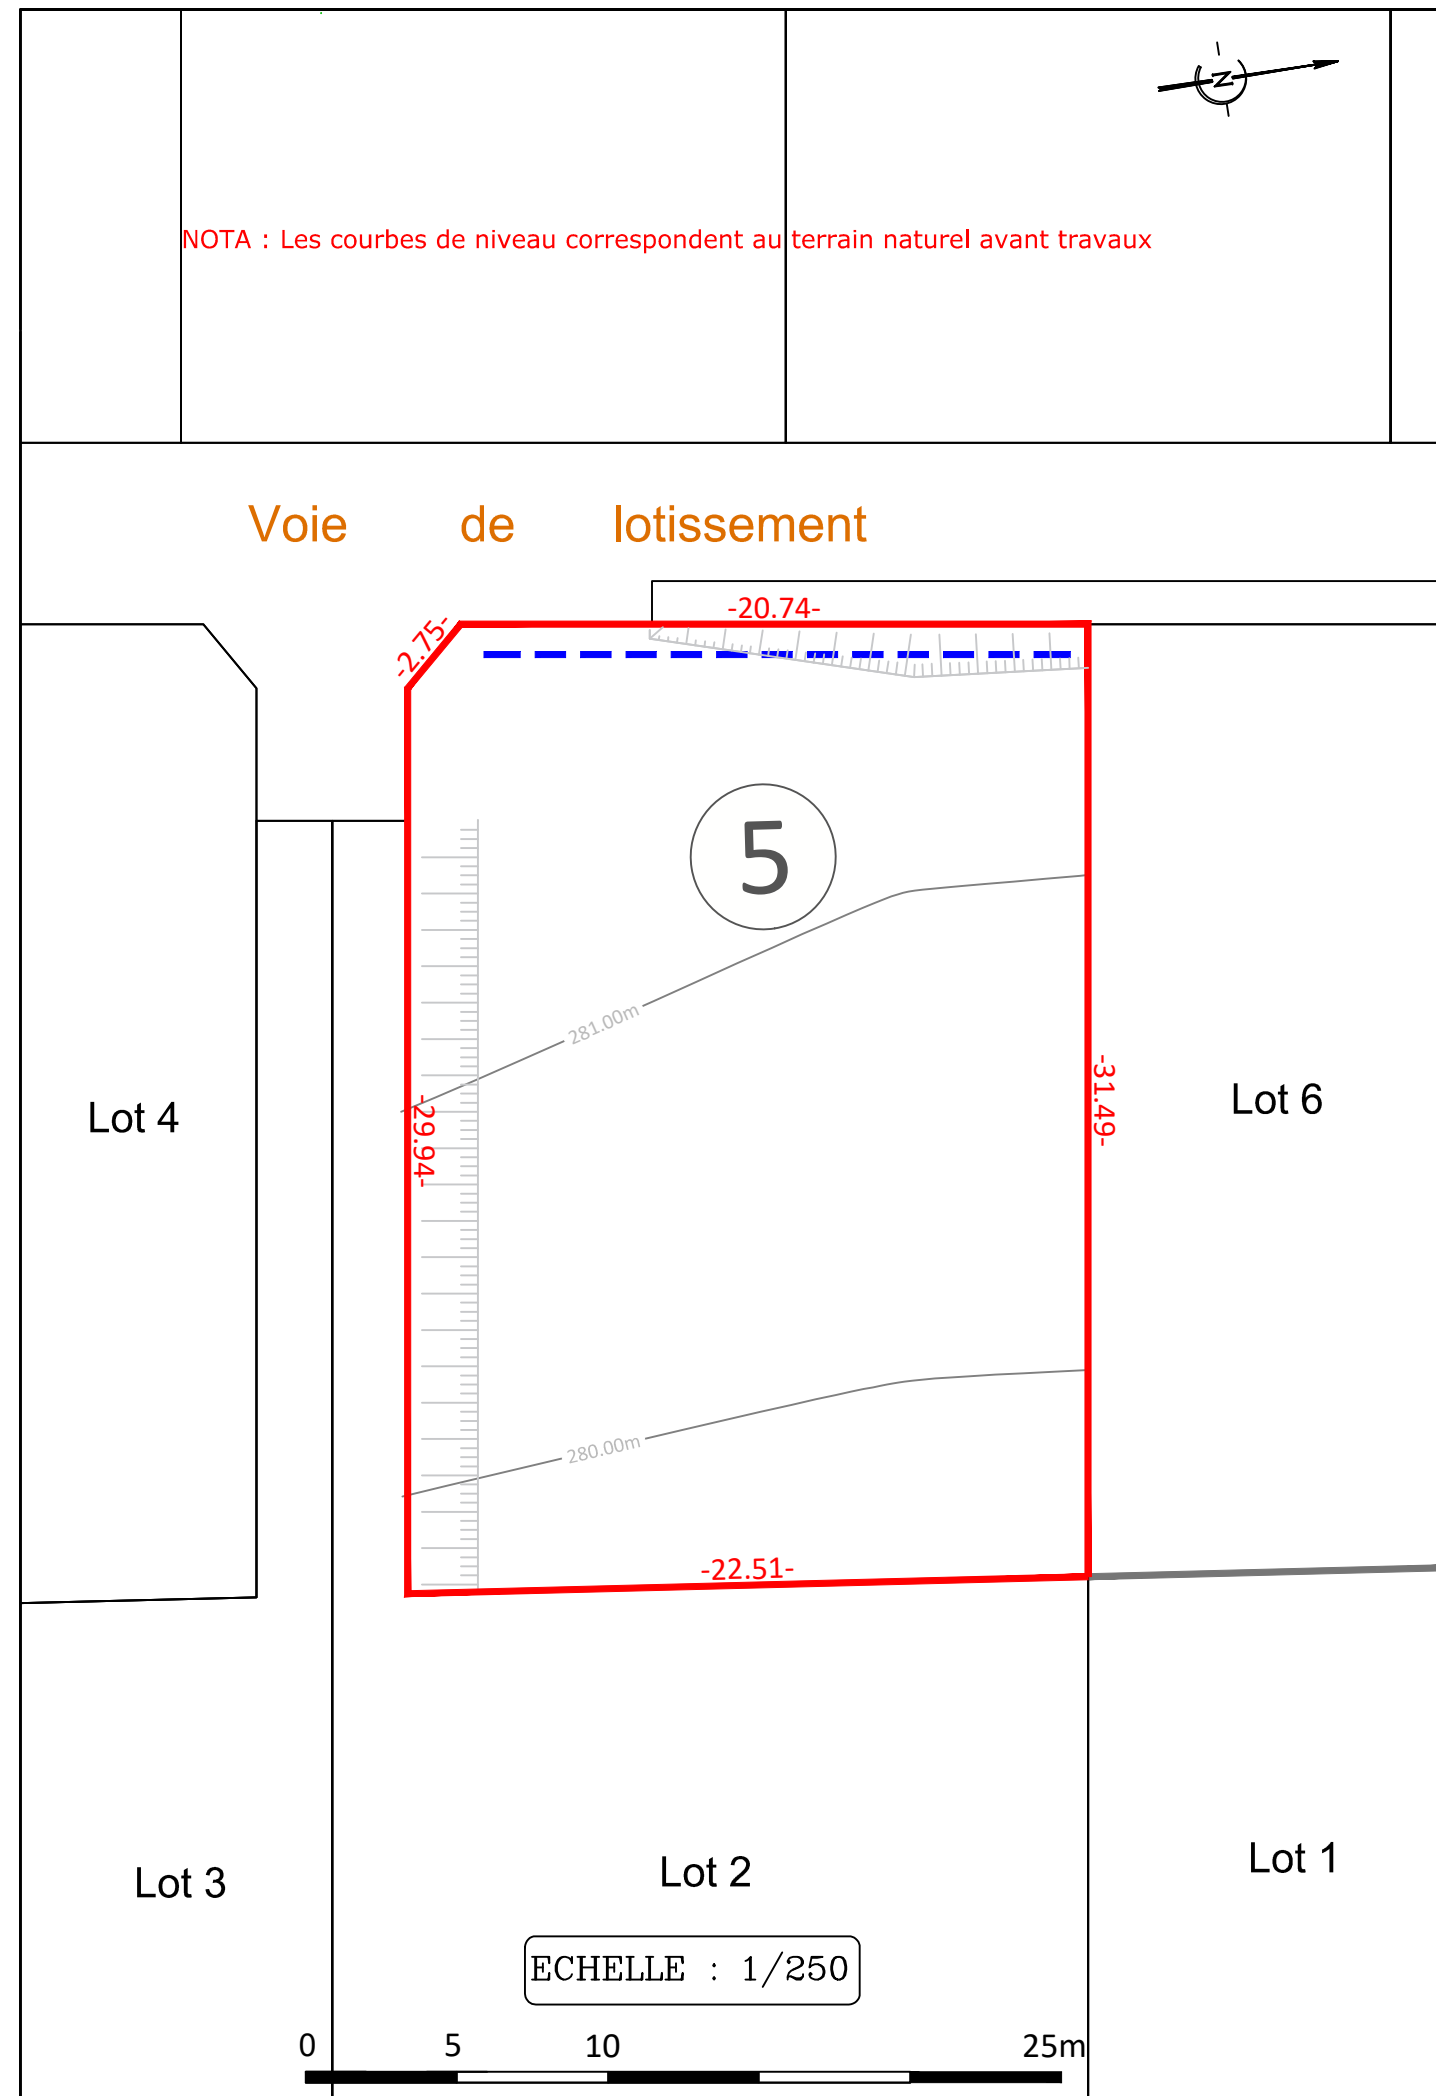 N
NOTA : Les courbes de niveau correspondent au terrain naturel avant travaux
Voie de lotissement
-20.74-
-2.75-
5
281.00m
-31.49-
Lot 4
-29.94-
Lot 6
280.00m
-22.51-
Lot 3
Lot 2
Lot 1
ECHELLE : 1/250
0 5 10 25m